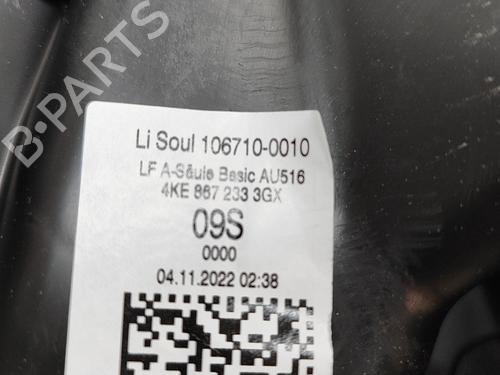 B-PARTS
Li Soul 106710-0010
LF A-Säule Basic AU516
4KE 867 233 3GX
09S
0000
04.11.2022 02:38